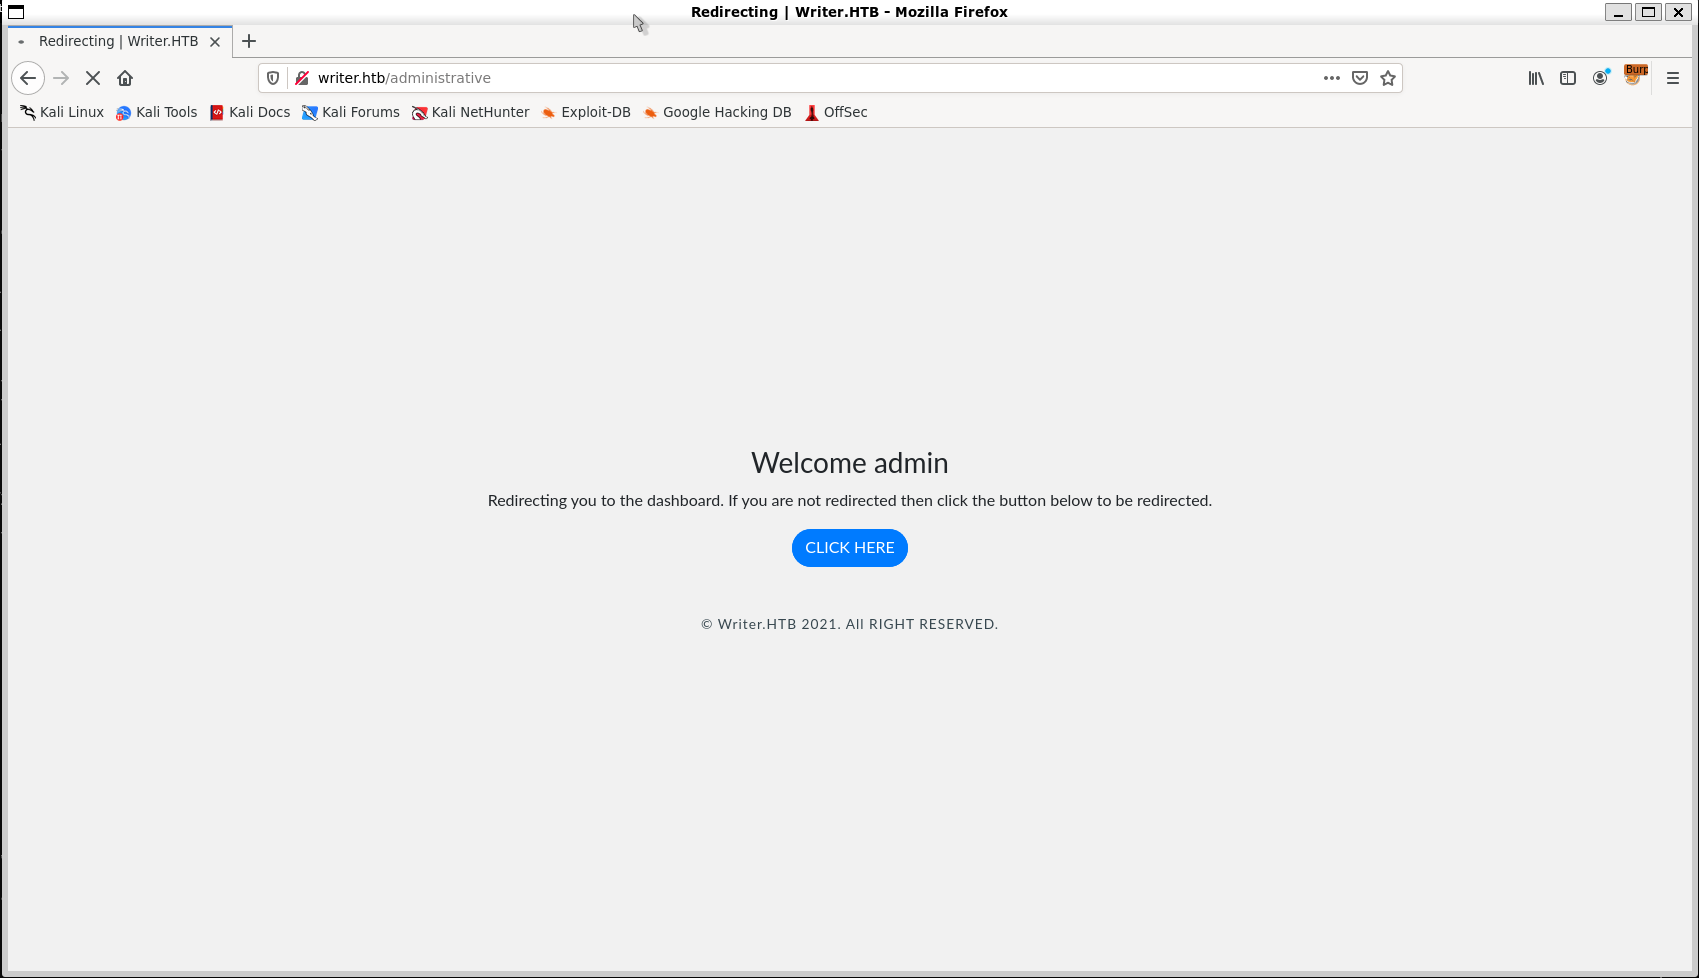 Redirecting | Writer.HTB - Mozilla Firefox
Redirecting | Writer.HTB
writer.htb/administrative
Burp
Kali Linux Kali Tools Kali Docs Kali Forums Kali NetHunter Exploit-DB Google Hacking DB OffSec
Welcome admin
Redirecting you to the dashboard. If you are not redirected then click the button below to be redirected.
CLICK HERE
© Writer.HTB 2021. All RIGHT RESERVED.